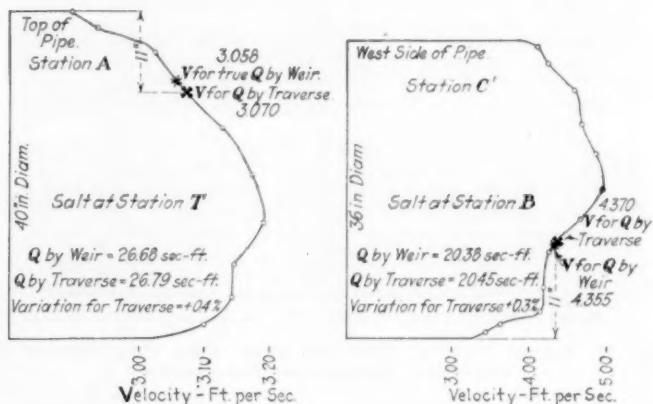 Top of
Pipe.
Station A
11"
3.058
V for true Q by Weir.
V for Q by Traverse
3.070
40" in Diam.
Salt at Station T'
Q by Weir = 26.68 sec-ft.
Q by Traverse = 26.79 sec-ft.
Variation for Traverse = +0.4%
3.00
3.10
3.20
Velocity - Ft. per Sec.
West Side of Pipe.
Station C'
36 in Diam.
Salt at Station B
4.370
V for Q by
Traverse
Q by Weir = 20.38 sec-ft.
Q by Traverse = 20.45 sec-ft.
Variation for Traverse +0.3%
V for Q by
Weir
4.355
11"
3.00
4.00
5.00
Velocity - Ft. per Sec.